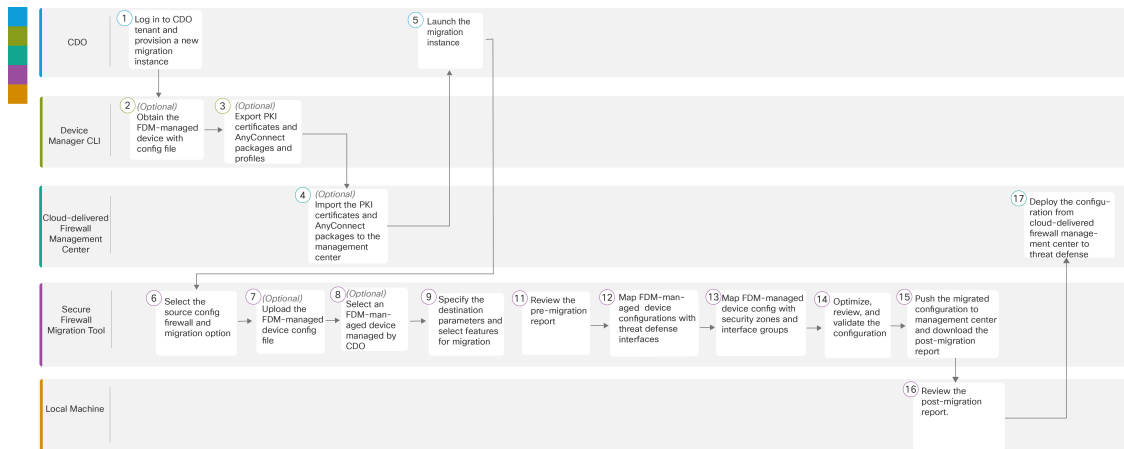 CDO
1 Log in to CDO
tenant and
provision a new
migration
instance
5 Launch the
migration
instance
Device
Manager CLI
2 (Optional)
Obtain the
FDM-managed
device with
config file
3 (Optional)
Export PKI
certificates and
AnyConnect
packages and
profiles
Cloud-delivered
Firewall
Management
Center
4 (Optional)
Import the PKI
certificates and
AnyConnect
packages to the
management
center
17 Deploy the configu-
ration from
cloud-delivered
firewall manage-
ment center to
threat defense
Secure
Firewall
Migration Tool
6 Select the
source config
firewall and
migration option
7 (Optional)
Upload the
FDM-managed
device config
file
8 (Optional)
Select an
FDM-man-
aged device
managed by
CDO
9 Specify the
destination
parameters and
select features
for migration
11 Review the
pre-migration
report
12 Map FDM-man-
aged device
configurations with
threat defense
interfaces
13 Map FDM-managed
device config with
security zones and
interface groups
14 Optimize,
review, and
validate the
configuration
15 Push the migrated
configuration to
management center
and download the
post-migration
report
Local Machine
16 Review the
post-migration
report.